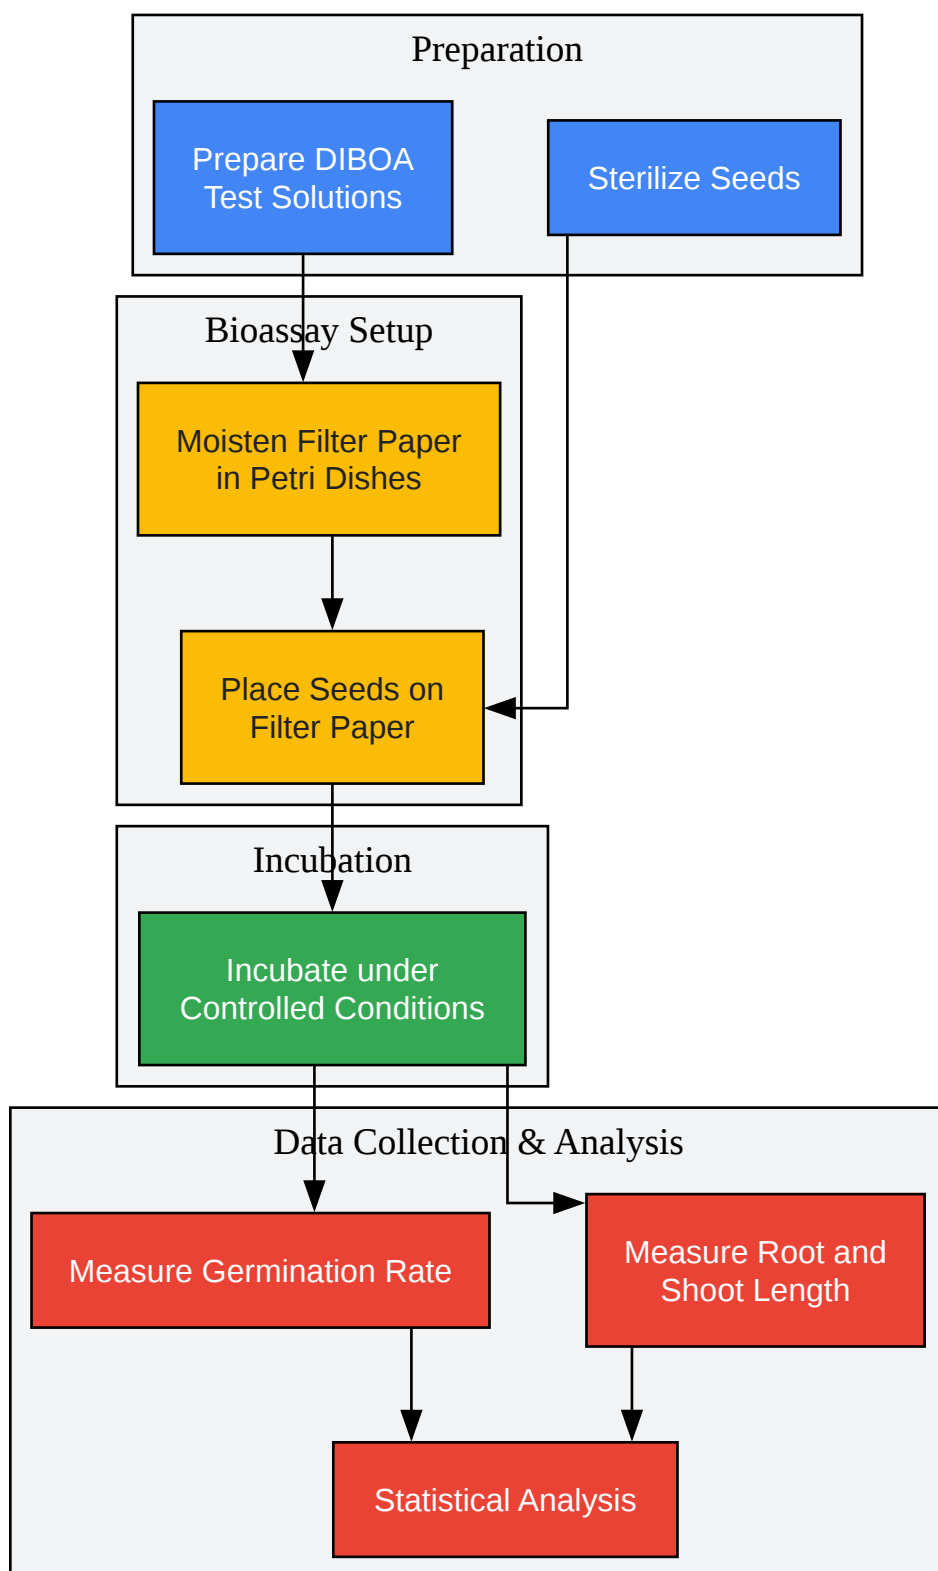 Preparation
Prepare DIBOA
Test Solutions
Sterilize Seeds
Bioassay Setup
Moisten Filter Paper
in Petri Dishes
Place Seeds on
Filter Paper
Incubation
Incubate under
Controlled Conditions
Data Collection & Analysis
Measure Germination Rate
Measure Root and
Shoot Length
Statistical Analysis